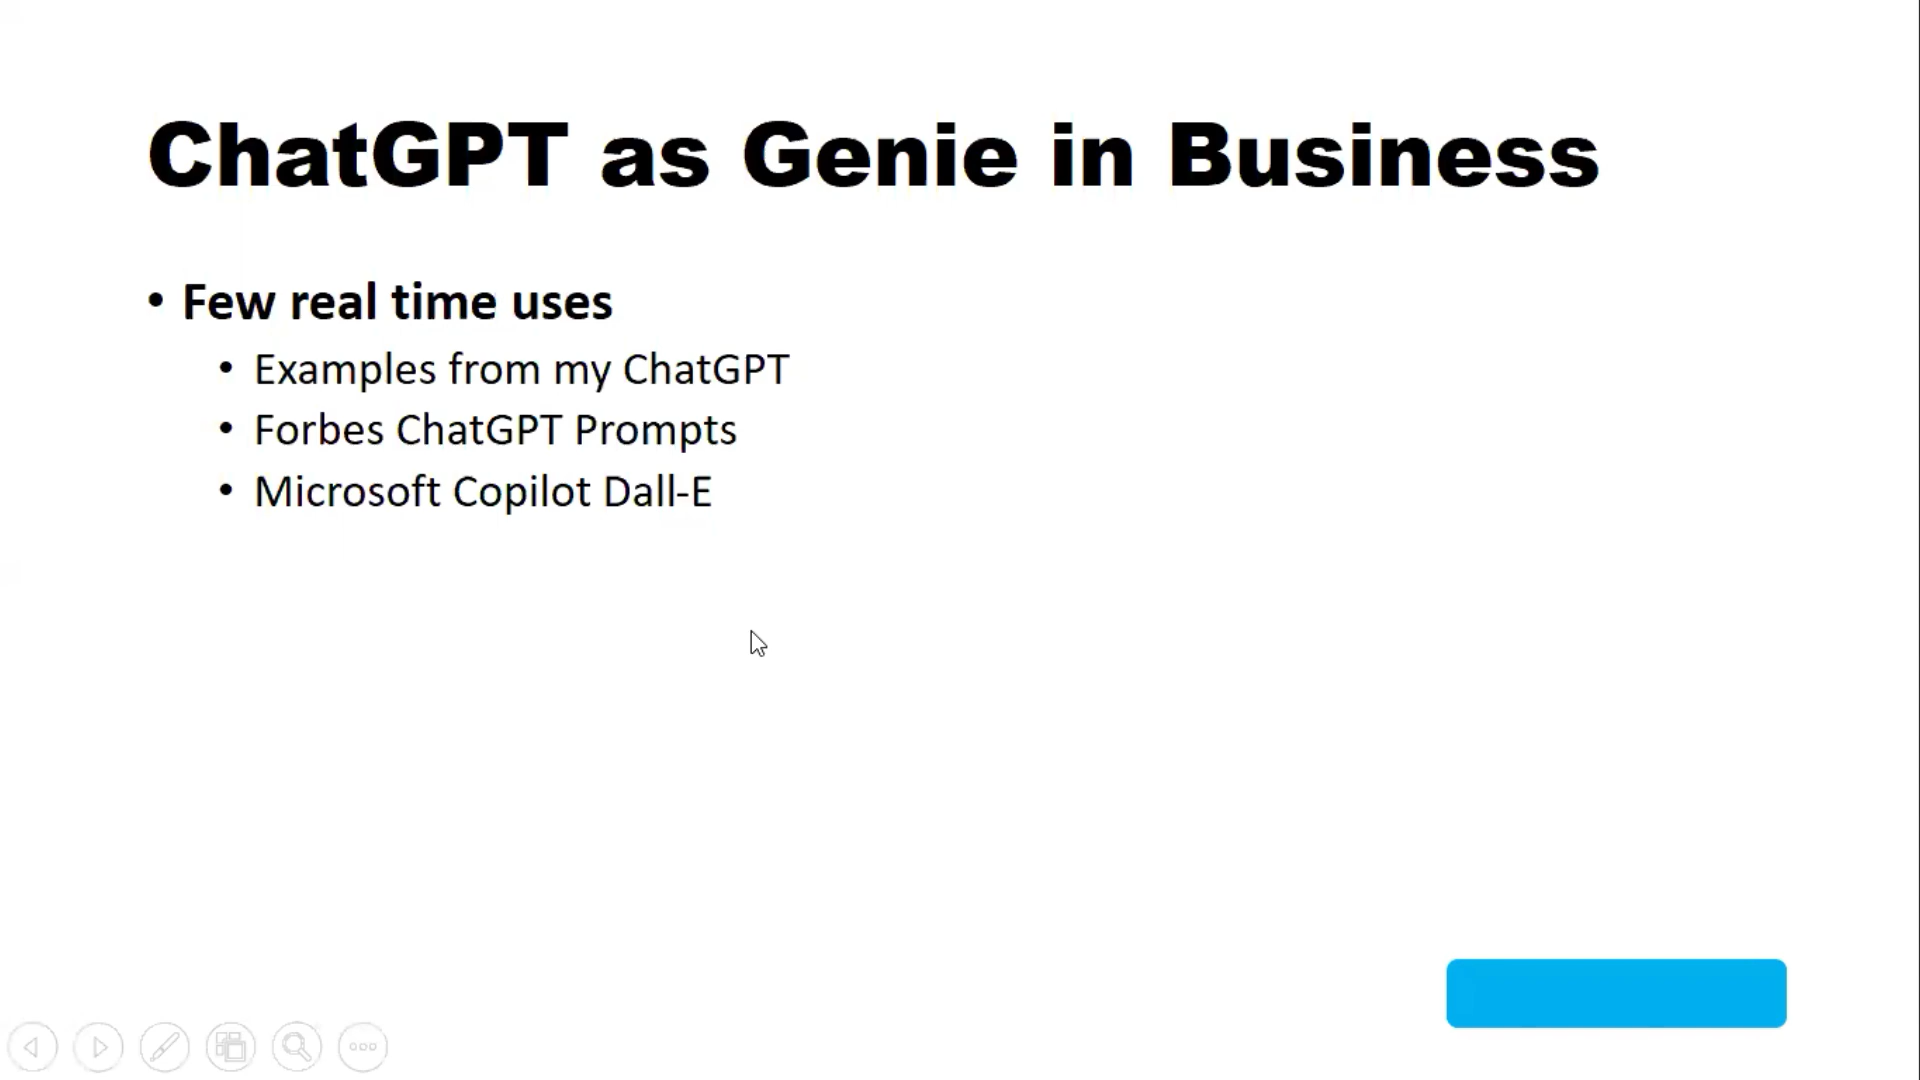 ChatGPT as Genie in Business
• Few real time uses
• Examples from my ChatGPT
• Forbes ChatGPT Prompts
• Microsoft Copilot Dall-E